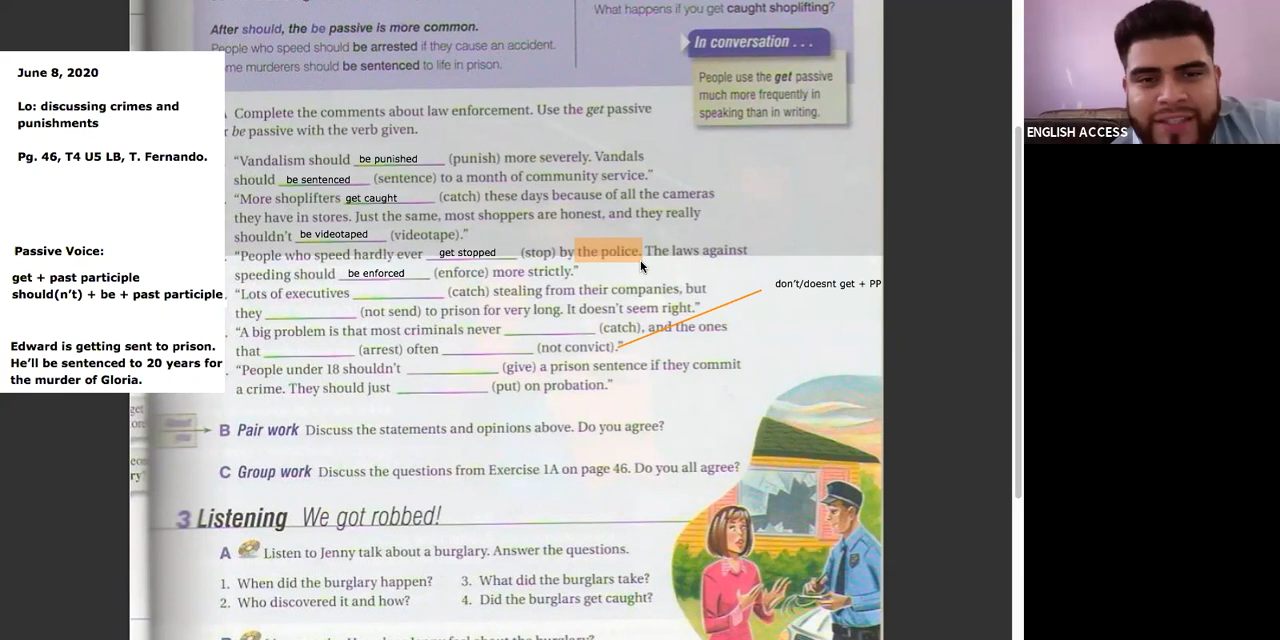 What happens if you get caught shoplifting?
After should, the be passive is more common.
People who speed should be arrested if they cause an accident.
me murderers should be sentenced to life in prison.
In conversation . . .
People use the get passive
much more frequently in
speaking than in writing.
June 8, 2020
Lo: discussing crimes and
punishments
Pg. 46, T4 U5 LB, T. Fernando.
Passive Voice:
get + past participle
should(n't) + be + past participle
Edward is getting sent to prison.
He'll be sentenced to 20 years for
the murder of Gloria.
Complete the comments about law enforcement. Use the get passive
r be passive with the verb given.
"Vandalism should be punished (punish) more severely. Vandals
should be sentenced (sentence) to a month of community service."
"More shoplifters get caught (catch) these days because of all the cameras
they have in stores. Just the same, most shoppers are honest, and they really
shouldn't be videotaped (videotape)."
"People who speed hardly ever get stopped (stop) by the police. The laws against
speeding should be enforced (enforce) more strictly."
"Lots of executives ____________ (catch) stealing from their companies, but
they ____________ (not send) to prison for very long. It doesn't seem right."
"A big problem is that most criminals never ____________ (catch), and the ones
that ____________ (arrest) often ____________ (not convict)."
"People under 18 shouldn't ____________ (give) a prison sentence if they commit
a crime. They should just ____________ (put) on probation."
don't/doesnt get + PP
B Pair work Discuss the statements and opinions above. Do you agree?
C Group work Discuss the questions from Exercise 1A on page 46. Do you all agree?
3 Listening We got robbed!
A Listen to Jenny talk about a burglary. Answer the questions.
1. When did the burglary happen?
2. Who discovered it and how?
3. What did the burglars take?
4. Did the burglars get caught?
ENGLISH ACCESS